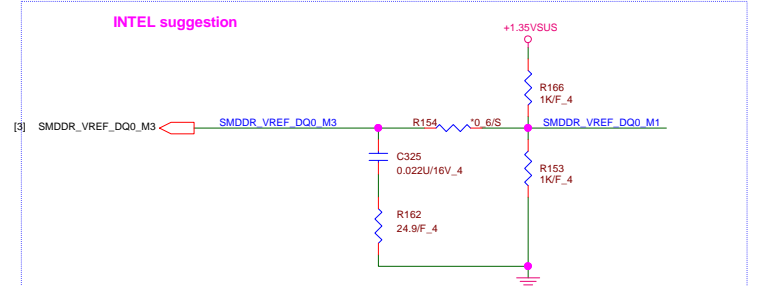 INTEL suggestion
+1.35VSUS
R166
1K/F_4
[3] SMDDR_VREF_DQ0_M3 SMDDR_VREF_DQ0_M3 R154 *0_6/S SMDDR_VREF_DQ0_M1
C325
0.022U/16V_4
R153
1K/F_4
R162
24.9/F_4